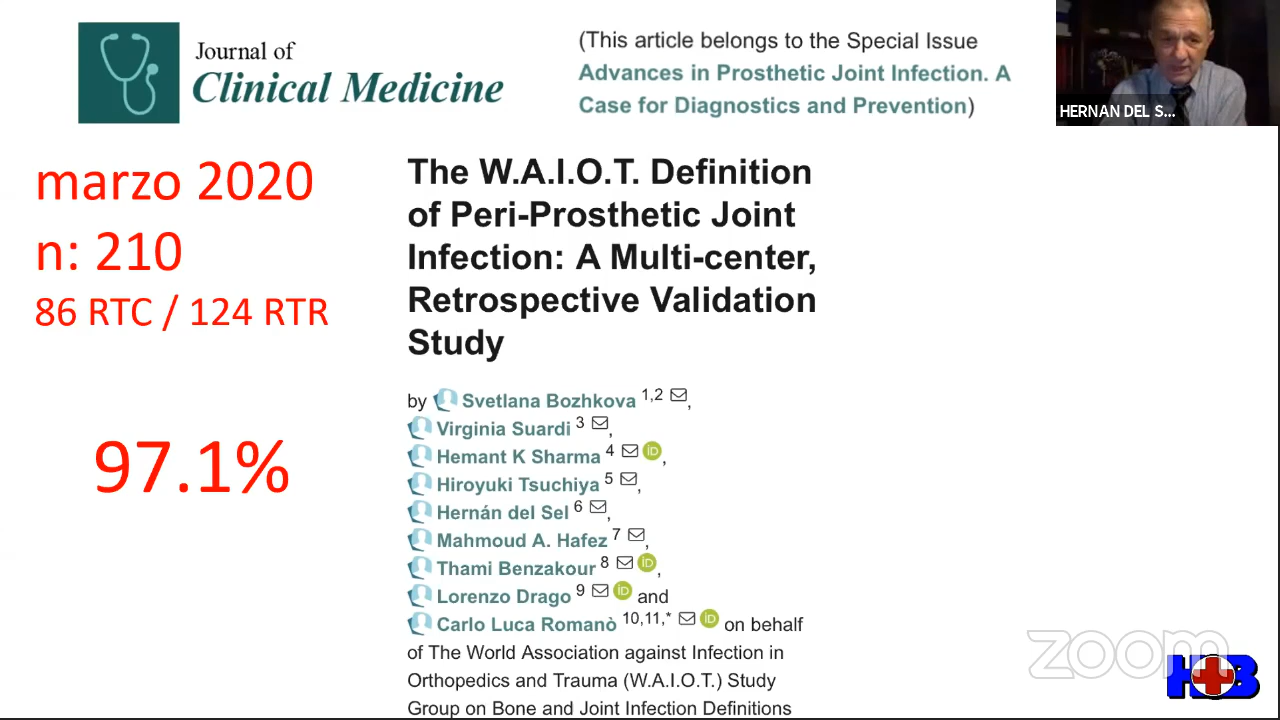 Journal of
Clinical Medicine
(This article belongs to the Special Issue
Advances in Prosthetic Joint Infection. A
Case for Diagnostics and Prevention)
HERNAN DEL S...
marzo 2020
n: 210
86 RTC / 124 RTR
97.1%
The W.A.I.O.T. Definition
of Peri-Prosthetic Joint
Infection: A Multi-center,
Retrospective Validation
Study
by Svetlana Bozhkova 1,2 ,
Virginia Suardi 3 ,
Hemant K Sharma 4 iD ,
Hiroyuki Tsuchiya 5 ,
Hernán del Sel 6 ,
Mahmoud A. Hafez 7 ,
Thami Benzakour 8 iD ,
Lorenzo Drago 9 iD and
Carlo Luca Romanò 10,11,* iD on behalf
of The World Association against Infection in
Orthopedics and Trauma (W.A.I.O.T.) Study
Group on Bone and Joint Infection Definitions
zoom
HB